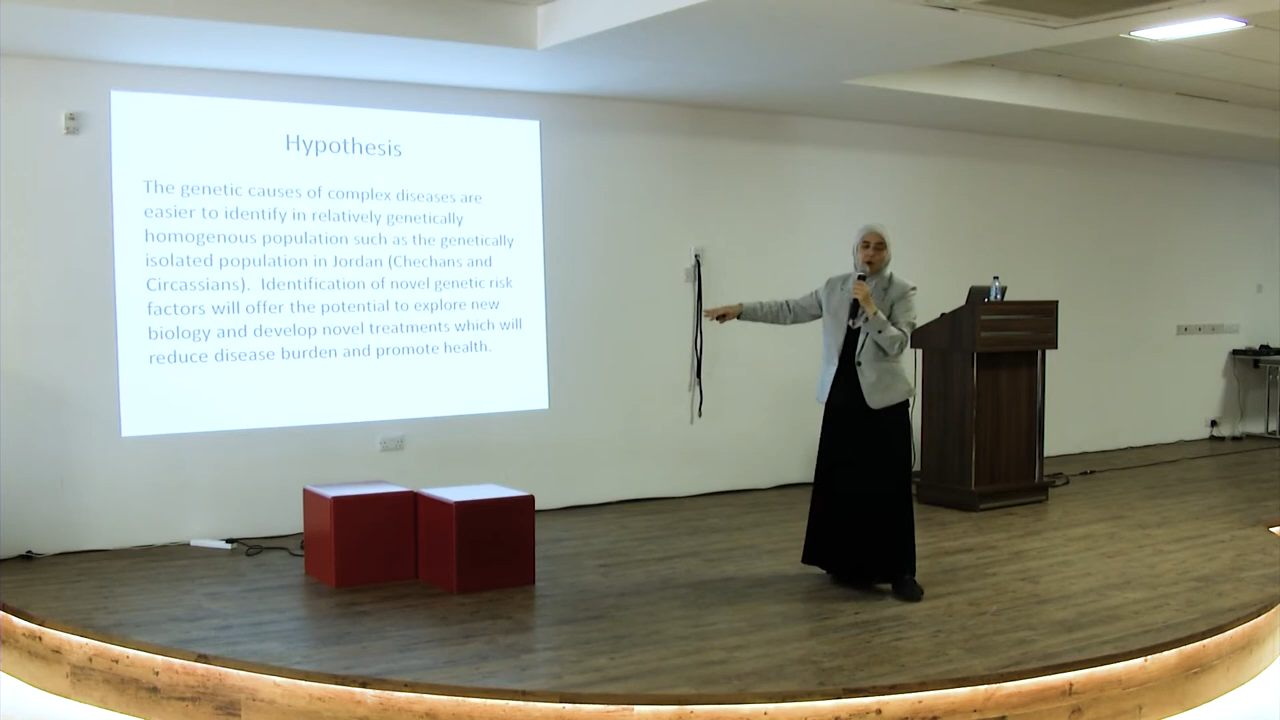 Hypothesis
The genetic causes of complex diseases are
easier to identify in relatively genetically
homogenous population such as the genetically
isolated population in Jordan (Chechans and
Circassians). Identification of novel genetic risk
factors will offer the potential to explore new
biology and develop novel treatments which will
reduce disease burden and promote health.